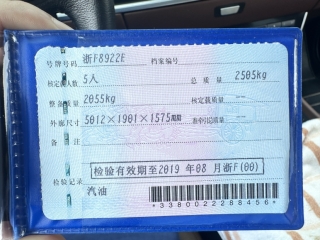 号牌号码 浙F8922E 档案编号
核定载人数 5人 总质量 2505kg
整备质量 2055kg 核定载质量 --
外廓尺寸 5012×1901×1575mm 准牵引总质量 --
备注
检验有效期至2019 年08 月浙F(00)
检验记录
汽油
*3380022288456*